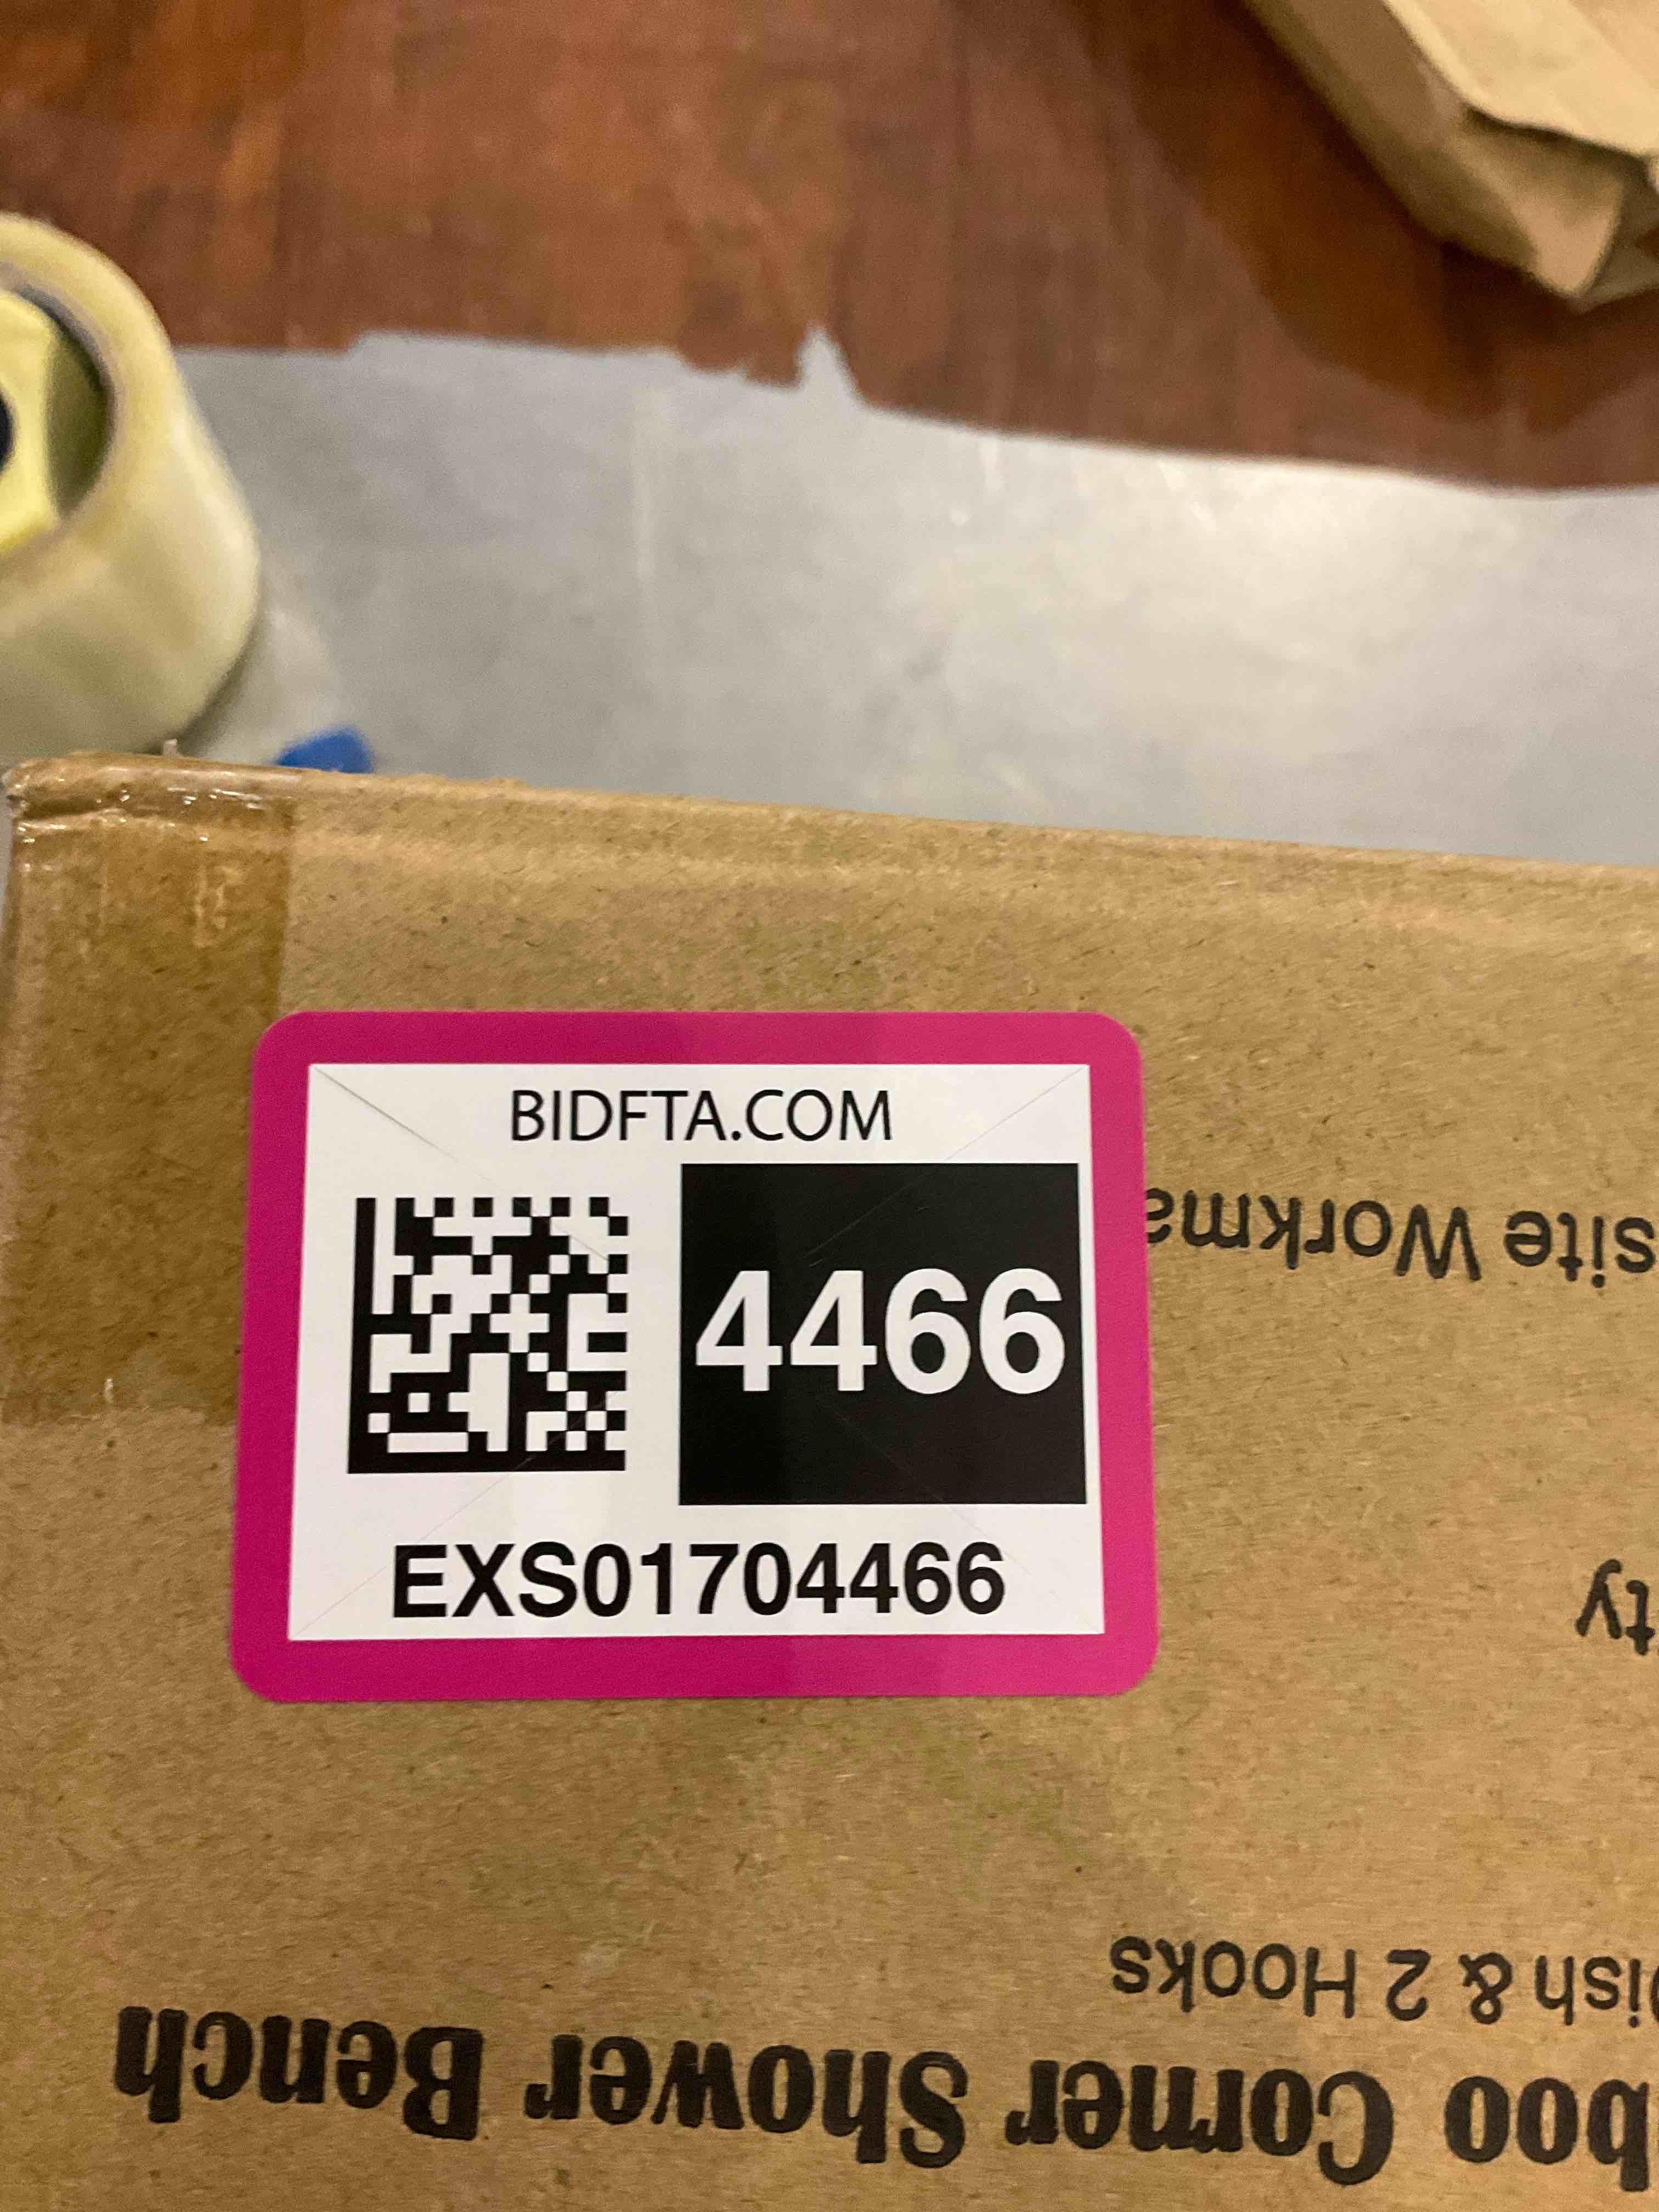 BIDFTA.COM
4466
EXS01704466
site Workma
ty
ish & 2 Hooks
boo Corner Shower Bench